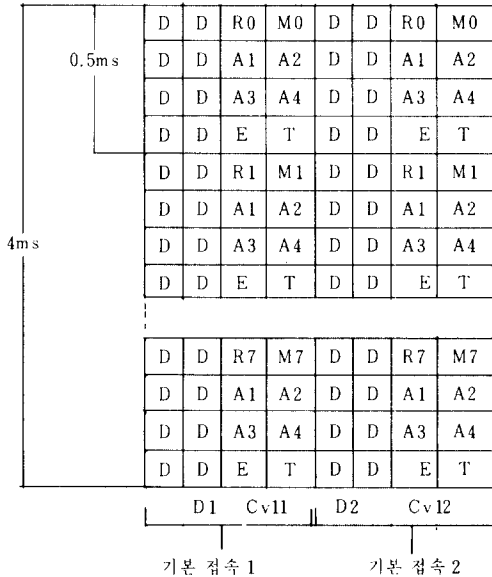 D D R0 M0 D D R0 M0
0.5ms D D A1 A2 D D A1 A2
D D A3 A4 D D A3 A4
D D E T D D E T
D D R1 M1 D D R1 M1
D D A1 A2 D D A1 A2
4ms D D A3 A4 D D A3 A4
D D E T D D E T
D D R7 M7 D D R7 M7
D D A1 A2 D D A1 A2
D D A3 A4 D D A3 A4
D D E T D D E T
D1 Cv11 D2 Cv12
기본 접속 1 기본 접속 2